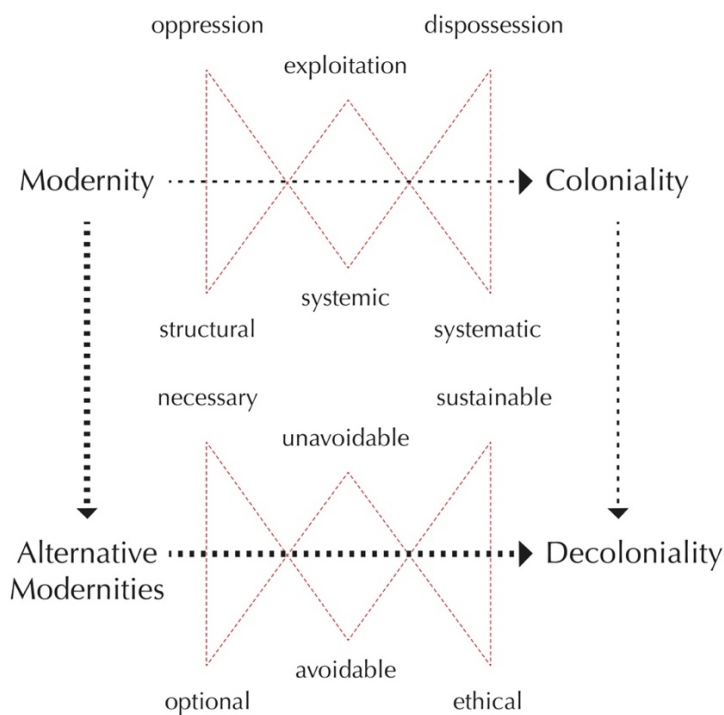 oppression
dispossession
exploitation
Modernity
Coloniality
systemic
structural
systematic
necessary
sustainable
unavoidable
Alternative
Modernities
Decoloniality
avoidable
optional
ethical